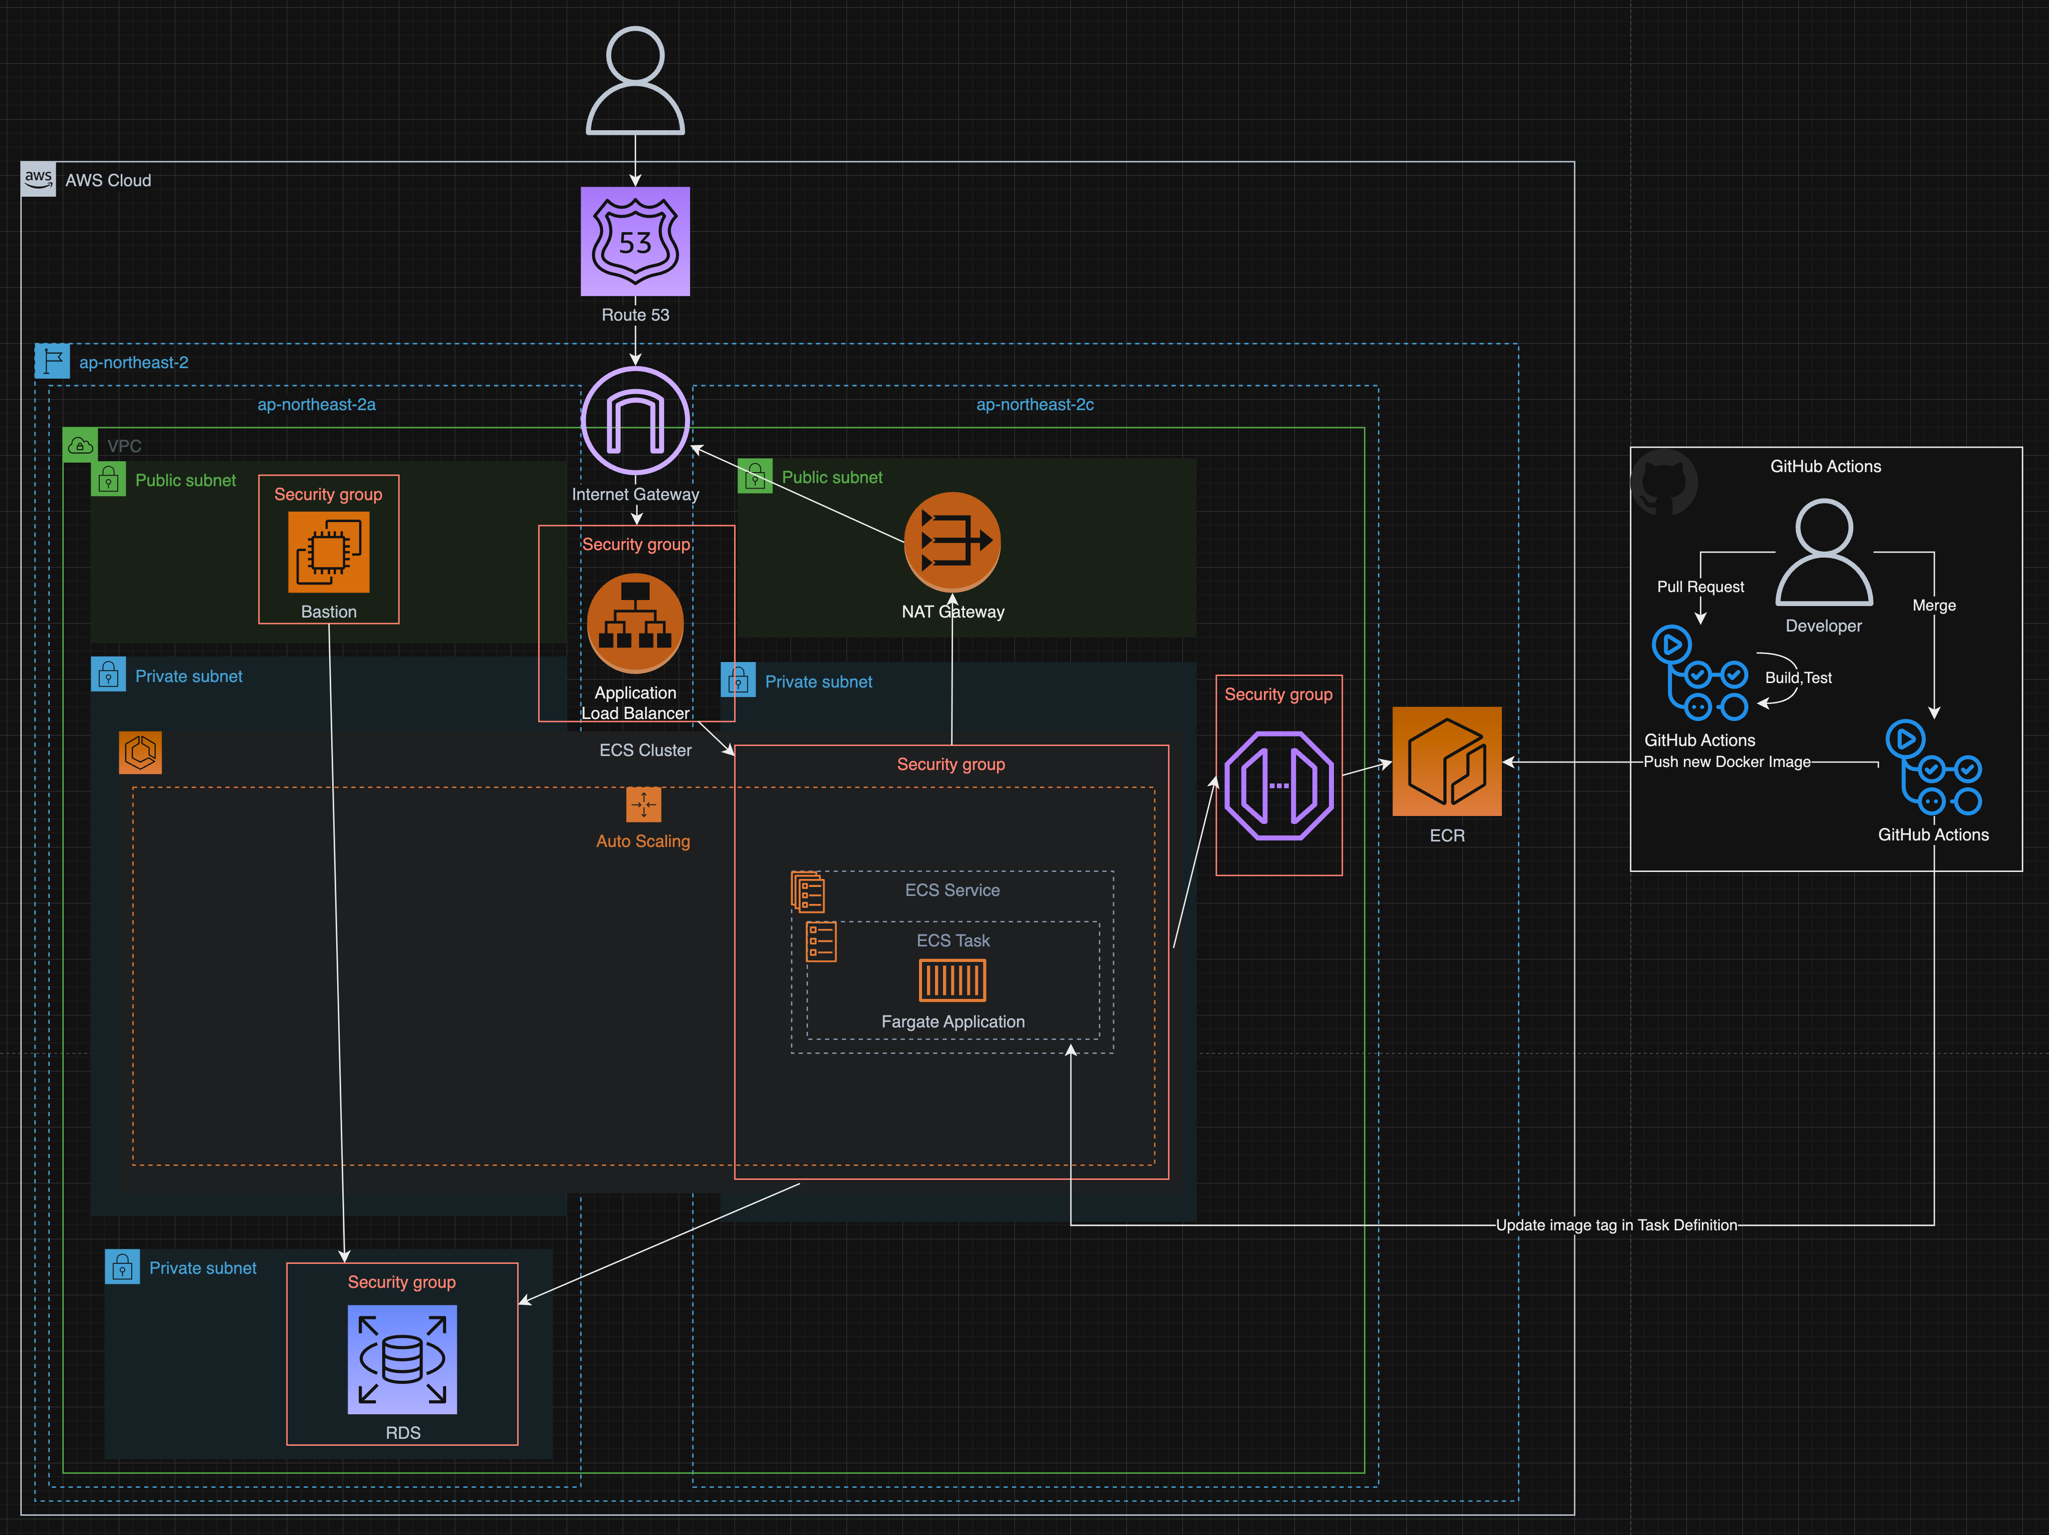 aws
AWS Cloud
53
Route 53
ap-northeast-2
ap-northeast-2a
ap-northeast-2c
VPC
Public subnet
Security group
Bastion
Internet Gateway
Security group
Application
Load Balancer
Public subnet
NAT Gateway
Private subnet
Private subnet
ECS Cluster
Auto Scaling
Security group
ECS Service
ECS Task
Fargate Application
Security group
ECR
Private subnet
Security group
RDS
GitHub Actions
Developer
Pull Request
Merge
Build,Test
GitHub Actions
Push new Docker Image
GitHub Actions
Update image tag in Task Definition